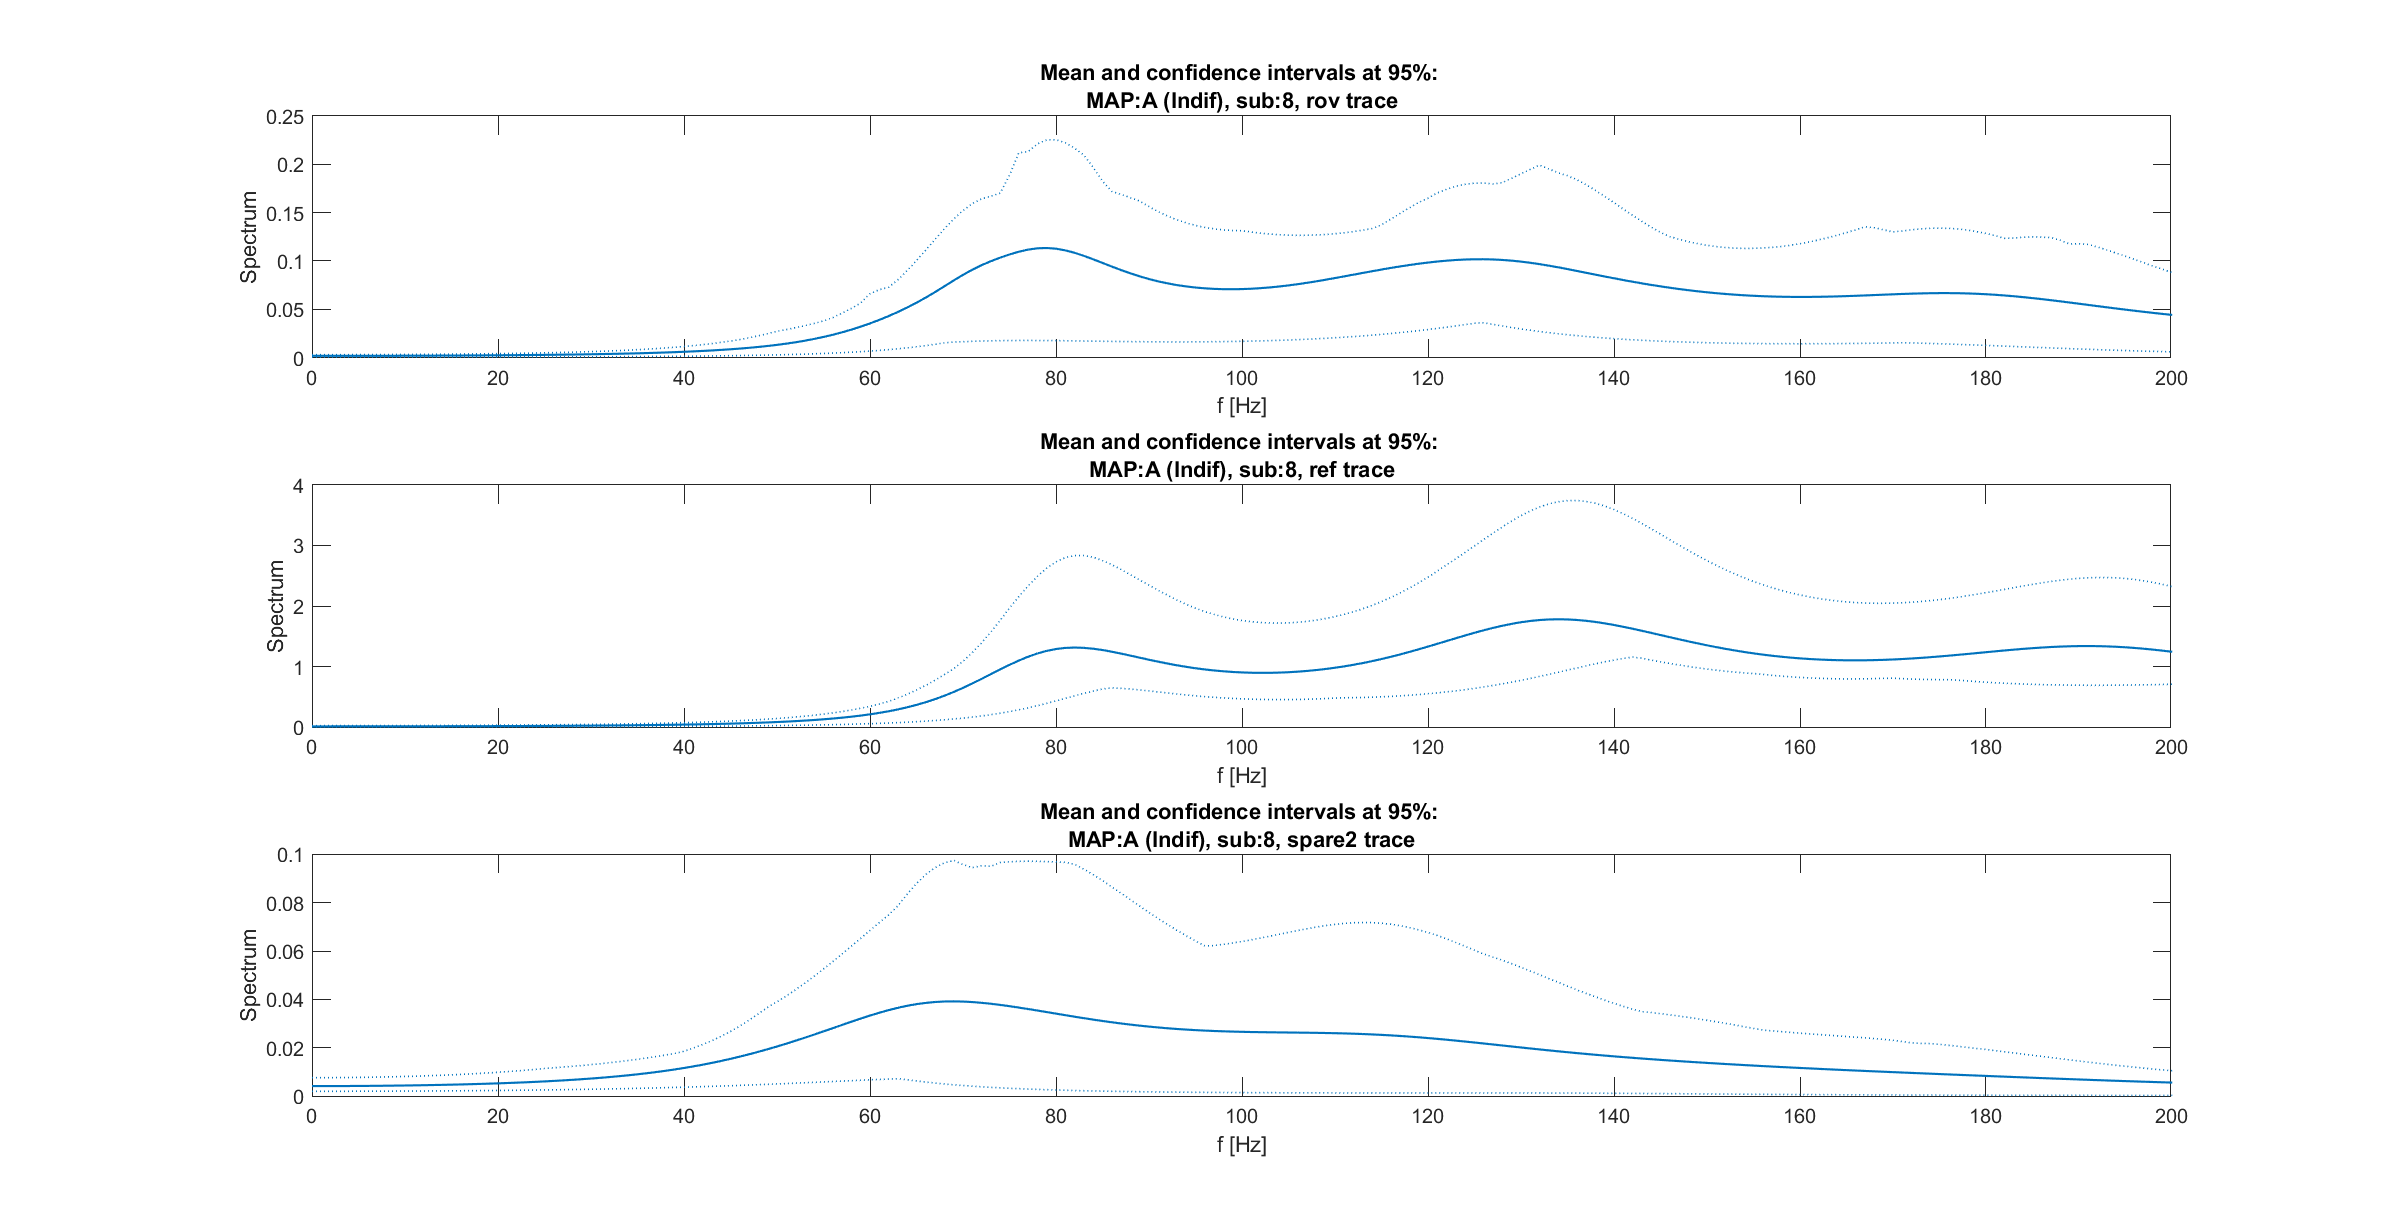 Mean and confidence intervals at 95%:
MAP:A (Indif), sub:8, rov trace
0.25
0.2
0.15
0.1
0.05
0
Spectrum
0 20 40 60 80 100 120 140 160 180 200
f [Hz]
Mean and confidence intervals at 95%:
MAP:A (Indif), sub:8, ref trace
4
3
2
1
0
Spectrum
0 20 40 60 80 100 120 140 160 180 200
f [Hz]
Mean and confidence intervals at 95%:
MAP:A (Indif), sub:8, spare2 trace
0.1
0.08
0.06
0.04
0.02
0
Spectrum
0 20 40 60 80 100 120 140 160 180 200
f [Hz]